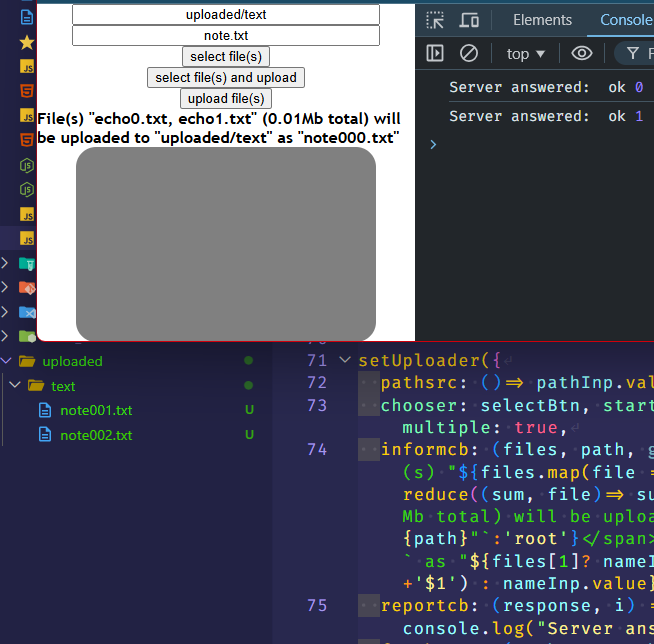 uploaded/text
note.txt
select file(s)
select file(s) and upload
upload file(s)
File(s) "echo0.txt, echo1.txt" (0.01Mb total) will
be uploaded to "uploaded/text" as "note000.txt"
Elements Console
top
Server answered: ok 0
Server answered: ok 1
JS
JS
JS
JS
uploaded
text
note001.txt U
note002.txt U
71 setUploader({
72 pathsrc: ()=> pathInp.val
73 chooser: selectBtn, start
multiple: true,
74 informcb: (files, path,
(s) "${files.map(file
reduce((sum, file)=> su
Mb total) will be uploa
{path}"`:'root'}</span>
` as "${files[1]? nameI
+'$1') : nameInp.value}
75 reportcb: (response, i)
console.log("Server ans